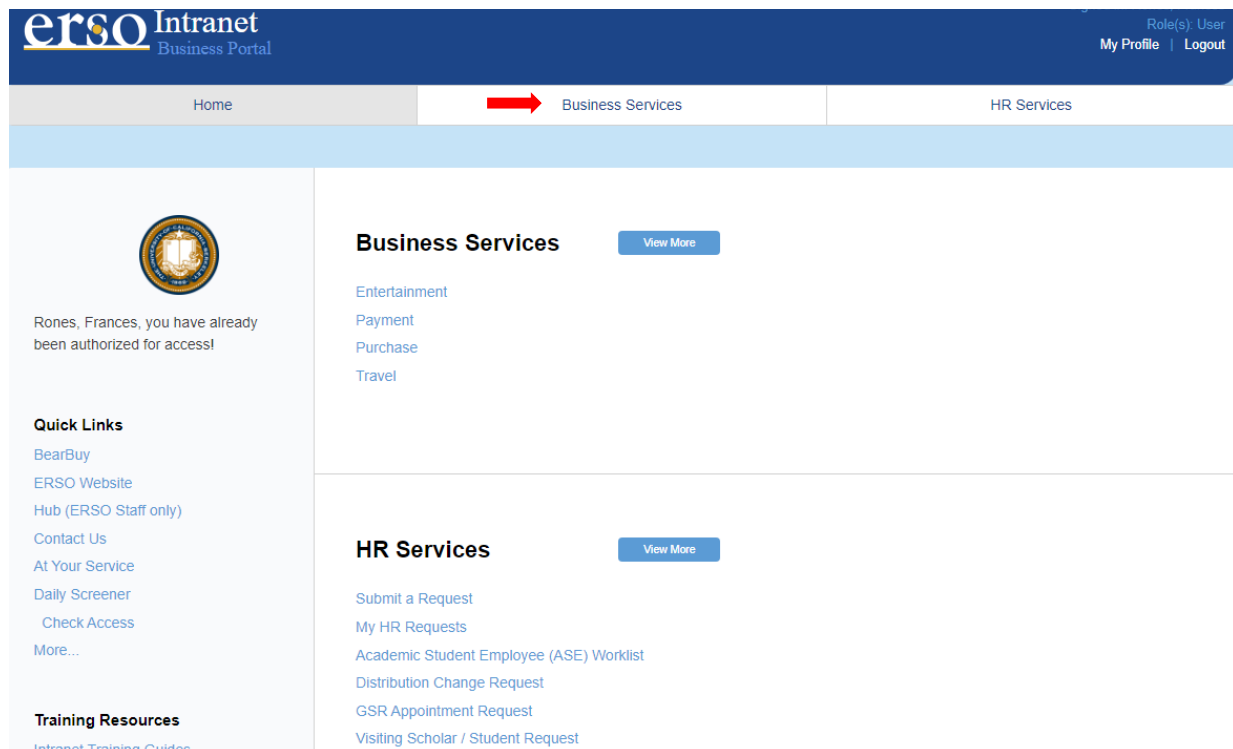 erso Intranet
Business Portal
Role(s): User
My Profile | Logout
Home
Business Services
HR Services
Rones, Frances, you have already
been authorized for access!
Quick Links
BearBuy
ERSO Website
Hub (ERSO Staff only)
Contact Us
At Your Service
Daily Screener
Check Access
More...
Training Resources
Intranet Training Guides
Business Services
View More
Entertainment
Payment
Purchase
Travel
HR Services
View More
Submit a Request
My HR Requests
Academic Student Employee (ASE) Worklist
Distribution Change Request
GSR Appointment Request
Visiting Scholar / Student Request